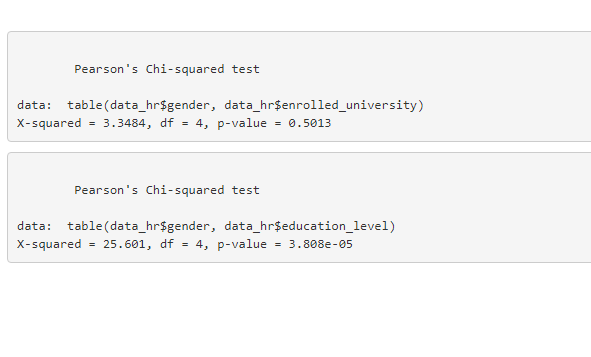 Pearson's Chi-squared test
data:  table(data_hr$gender, data_hr$enrolled_university)
X-squared = 3.3484, df = 4, p-value = 0.5013
Pearson's Chi-squared test
data:  table(data_hr$gender, data_hr$education_level)
X-squared = 25.601, df = 4, p-value = 3.808e-05